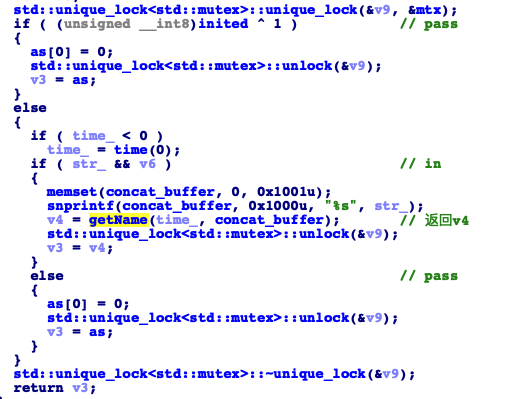 std::unique_lock<std::mutex>::unique_lock(&v9, &mtx);
if ( (unsigned __int8)inited ^ 1 ) // pass
{
as[0] = 0;
std::unique_lock<std::mutex>::unlock(&v9);
v3 = as;
}
else
{
if ( time_ < 0 )
time_ = time(0);
if ( str_ && v6 ) // in
{
memset(concat_buffer, 0, 0x1001u);
snprintf(concat_buffer, 0x1000u, "%s", str_);
v4 = getName(time_, concat_buffer); // 返回v4
std::unique_lock<std::mutex>::unlock(&v9);
v3 = v4;
}
else // pass
{
as[0] = 0;
std::unique_lock<std::mutex>::unlock(&v9);
v3 = as;
}
}
std::unique_lock<std::mutex>::~unique_lock(&v9);
return v3;